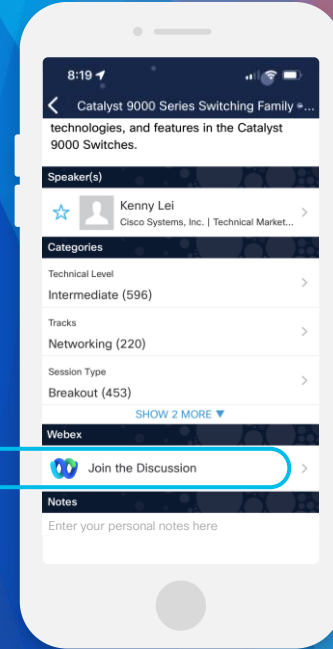 8:19
Catalyst 9000 Series Switching Family -...
technologies, and features in the Catalyst
9000 Switches.
Speaker(s)
Kenny Lei
Cisco Systems, Inc. | Technical Market...
Categories
Technical Level
Intermediate (596)
Tracks
Networking (220)
Session Type
Breakout (453)
SHOW 2 MORE ▼
Webex
Join the Discussion
Notes
Enter your personal notes here